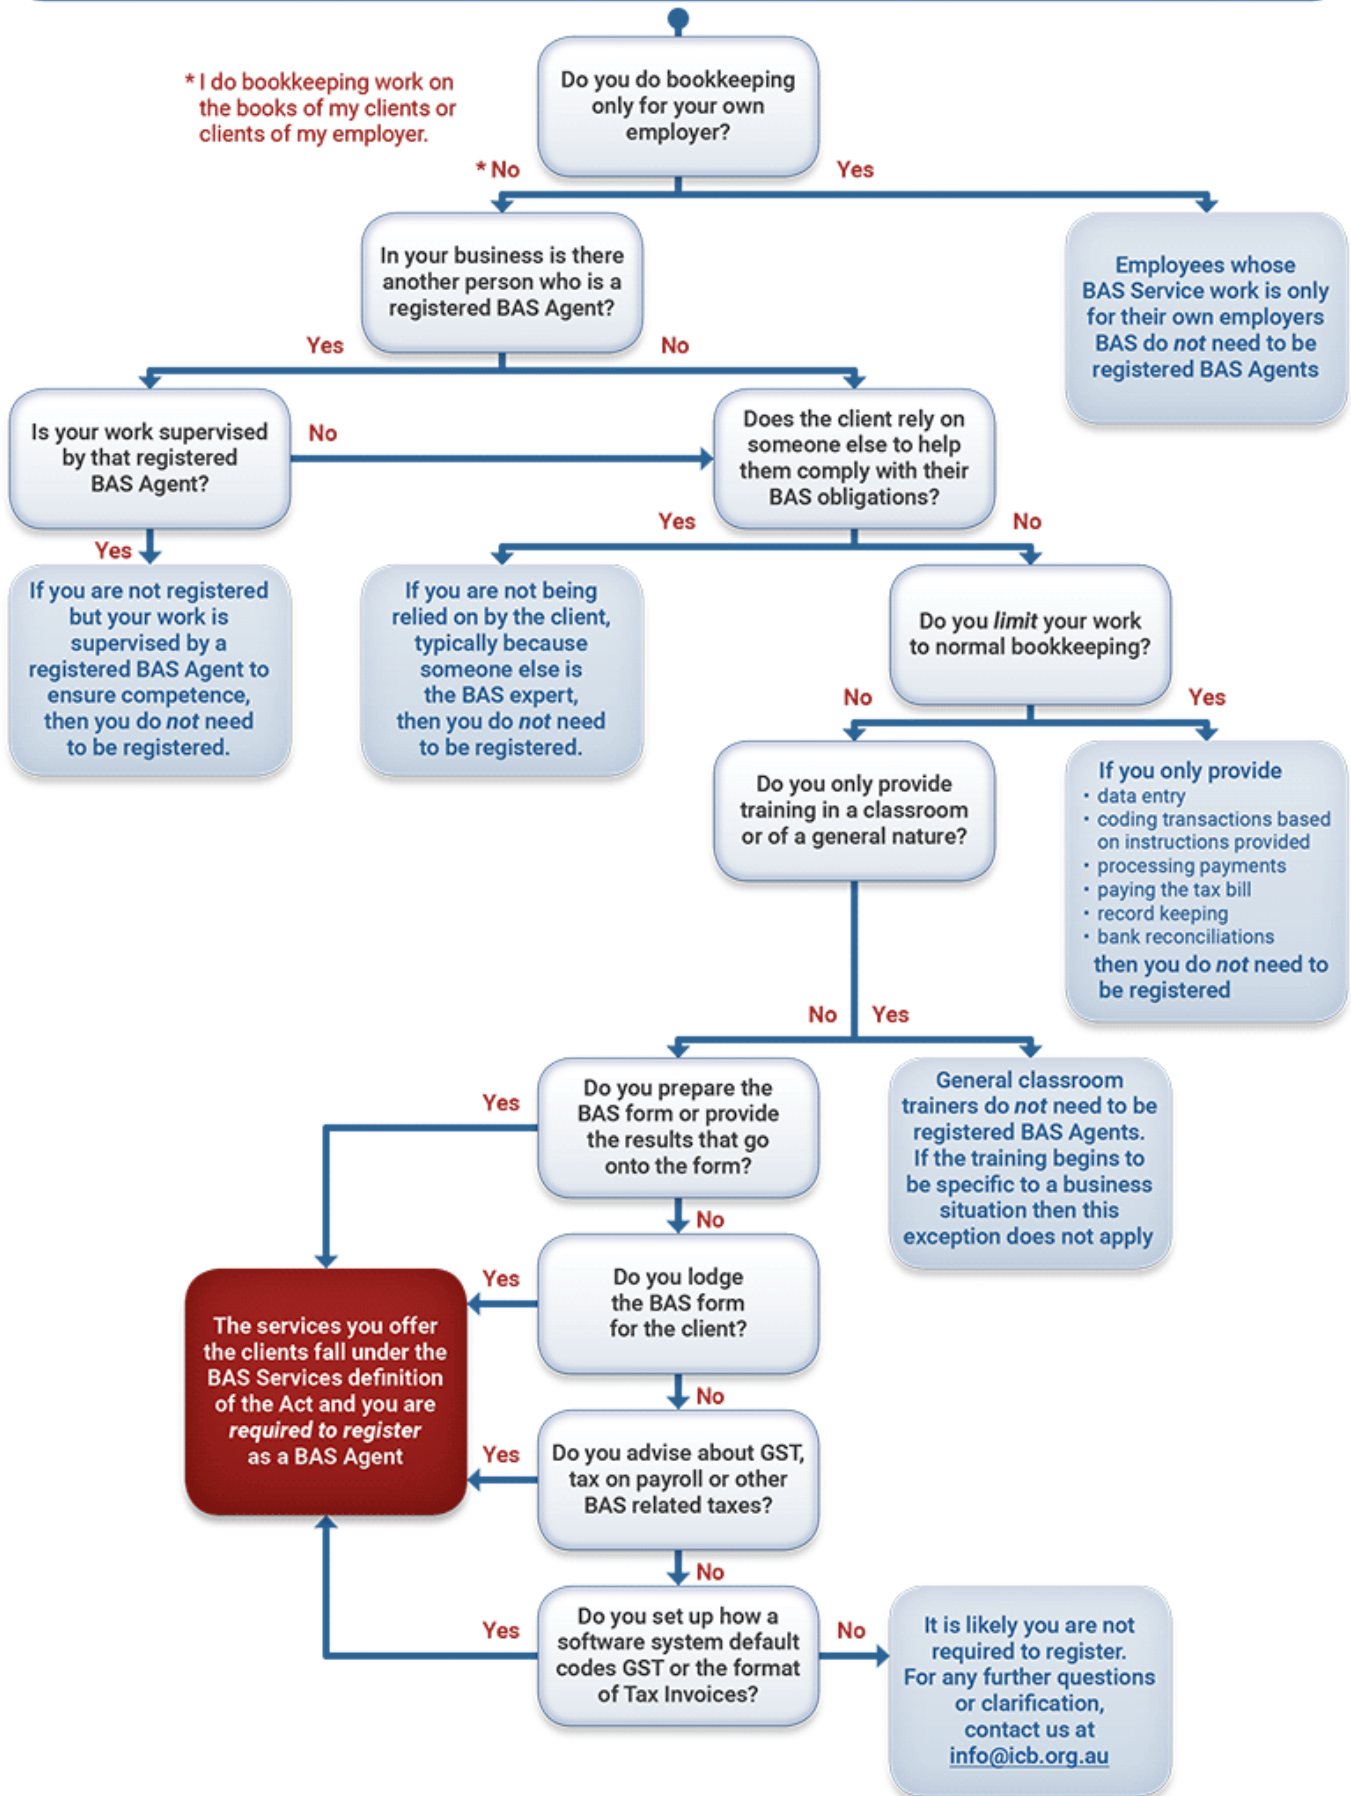 * I do bookkeeping work on
the books of my clients or
clients of my employer.
Do you do bookkeeping
only for your own
employer?
* No
Yes
In your business is there
another person who is a
registered BAS Agent?
Employees whose
BAS Service work is only
for their own employers
BAS do not need to be
registered BAS Agents
Yes
No
Is your work supervised
by that registered
BAS Agent?
No
Does the client rely on
someone else to help
them comply with their
BAS obligations?
Yes
Yes
No
If you are not registered
but your work is
supervised by a
registered BAS Agent to
ensure competence,
then you do not need
to be registered.
If you are not being
relied on by the client,
typically because
someone else is
the BAS expert,
then you do not need
to be registered.
Do you limit your work
to normal bookkeeping?
No
Yes
Do you only provide
training in a classroom
or of a general nature?
If you only provide
· data entry
· coding transactions based
on instructions provided
· processing payments
· paying the tax bill
· record keeping
· bank reconciliations
then you do not need to
be registered
No
Yes
Do you prepare the
BAS form or provide
the results that go
onto the form?
Yes
General classroom
trainers do not need to be
registered BAS Agents.
If the training begins to
be specific to a business
situation then this
exception does not apply
No
Do you lodge
the BAS form
for the client?
Yes
The services you offer
the clients fall under the
BAS Services definition
of the Act and you are
required to register
as a BAS Agent
No
Do you advise about GST,
tax on payroll or other
BAS related taxes?
Yes
No
Do you set up how a
software system default
codes GST or the format
of Tax Invoices?
Yes
No
It is likely you are not
required to register.
For any further questions
or clarification,
contact us at
info@icb.org.au